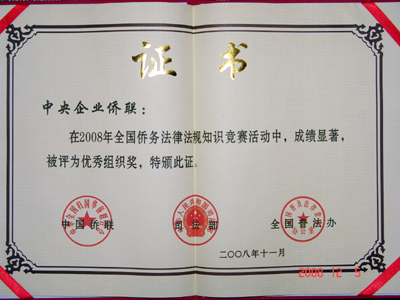 证书
中央企业侨联：
在2008年全国侨务法律法规知识竞赛活动中，成绩显著，
被评为优秀组织奖，特颁此证。
中国侨联 司法部 全国普法办
二〇〇八年十一月
2008 12 5